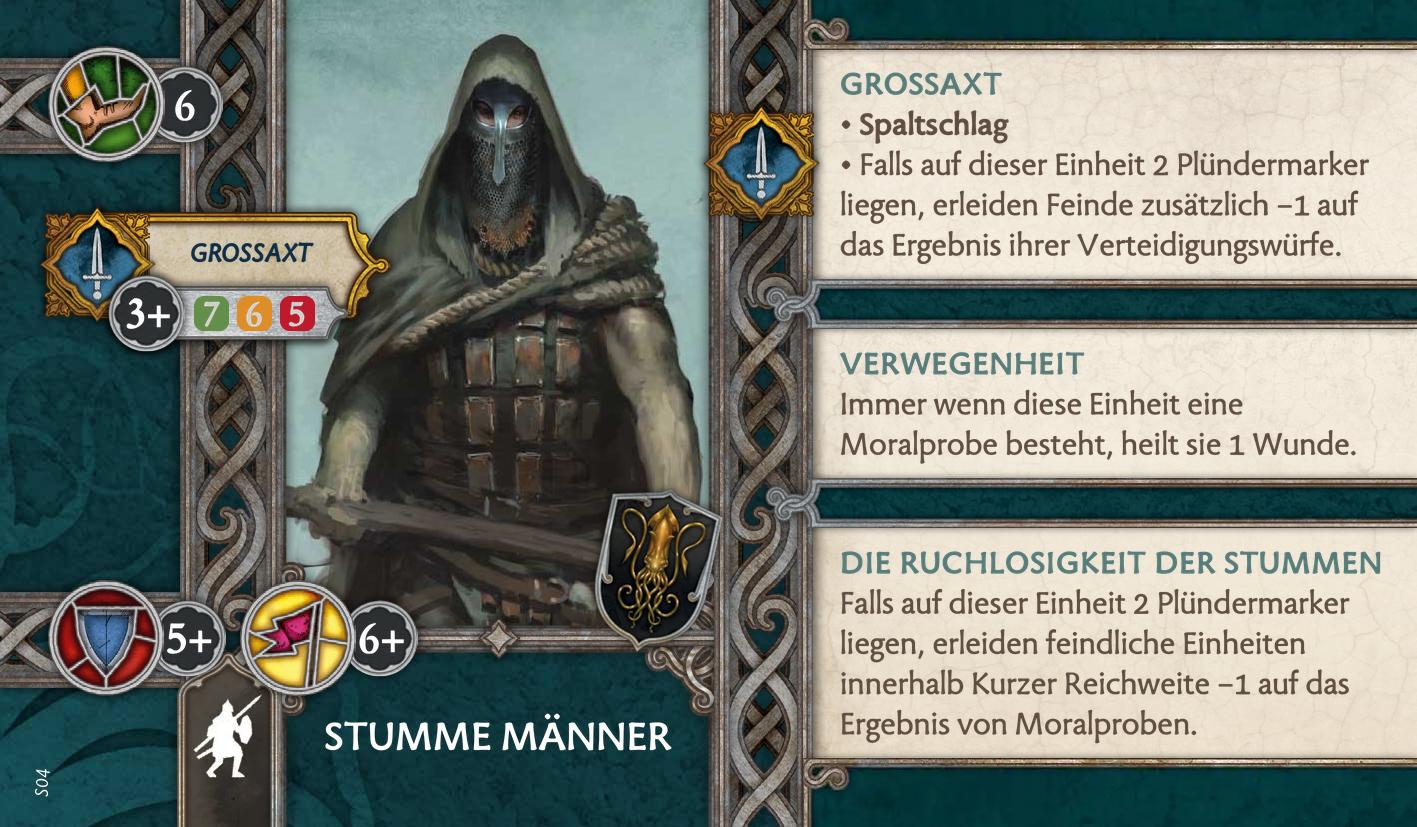 6
GROSSAXT
3+ 7 6 5
5+ 6+
STUMME MÄNNER
S04
GROSSAXT
• Spaltschlag
• Falls auf dieser Einheit 2 Plündermarker
liegen, erleiden Feinde zusätzlich −1 auf
das Ergebnis ihrer Verteidigungswürfe.
VERWEGENHEIT
Immer wenn diese Einheit eine
Moralprobe besteht, heilt sie 1 Wunde.
DIE RUCHLOSIGKEIT DER STUMMEN
Falls auf dieser Einheit 2 Plündermarker
liegen, erleiden feindliche Einheiten
innerhalb Kurzer Reichweite −1 auf das
Ergebnis von Moralproben.